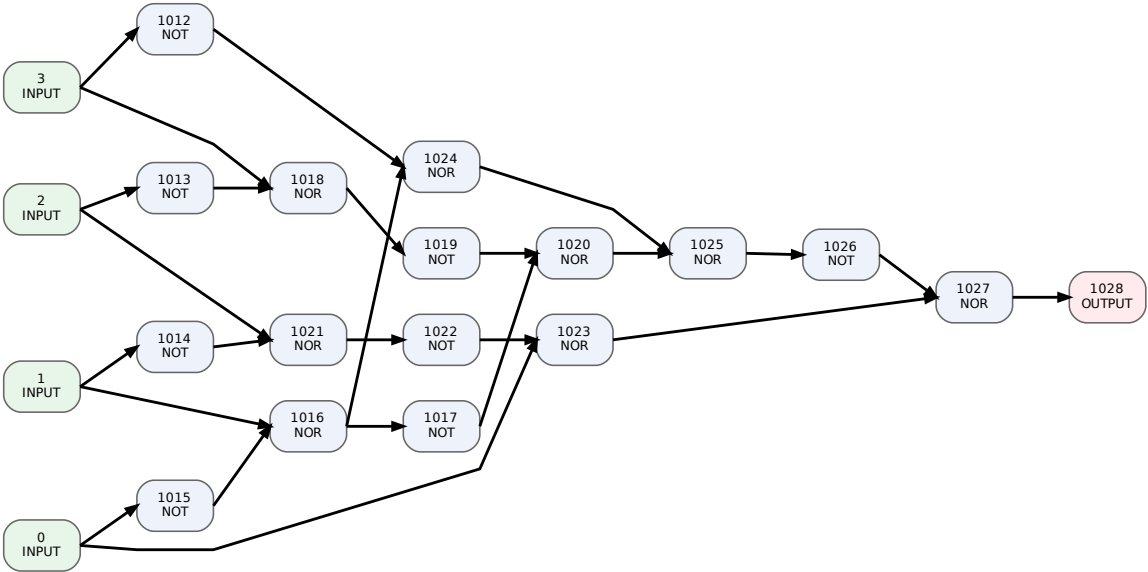 1012
NOT
3
INPUT
1024
NOR
1013
NOT
1018
NOR
2
INPUT
1019
NOT
1020
NOR
1025
NOR
1026
NOT
1027
NOR
1028
OUTPUT
1014
NOT
1021
NOR
1022
NOT
1023
NOR
1
INPUT
1016
NOR
1017
NOT
1015
NOT
0
INPUT